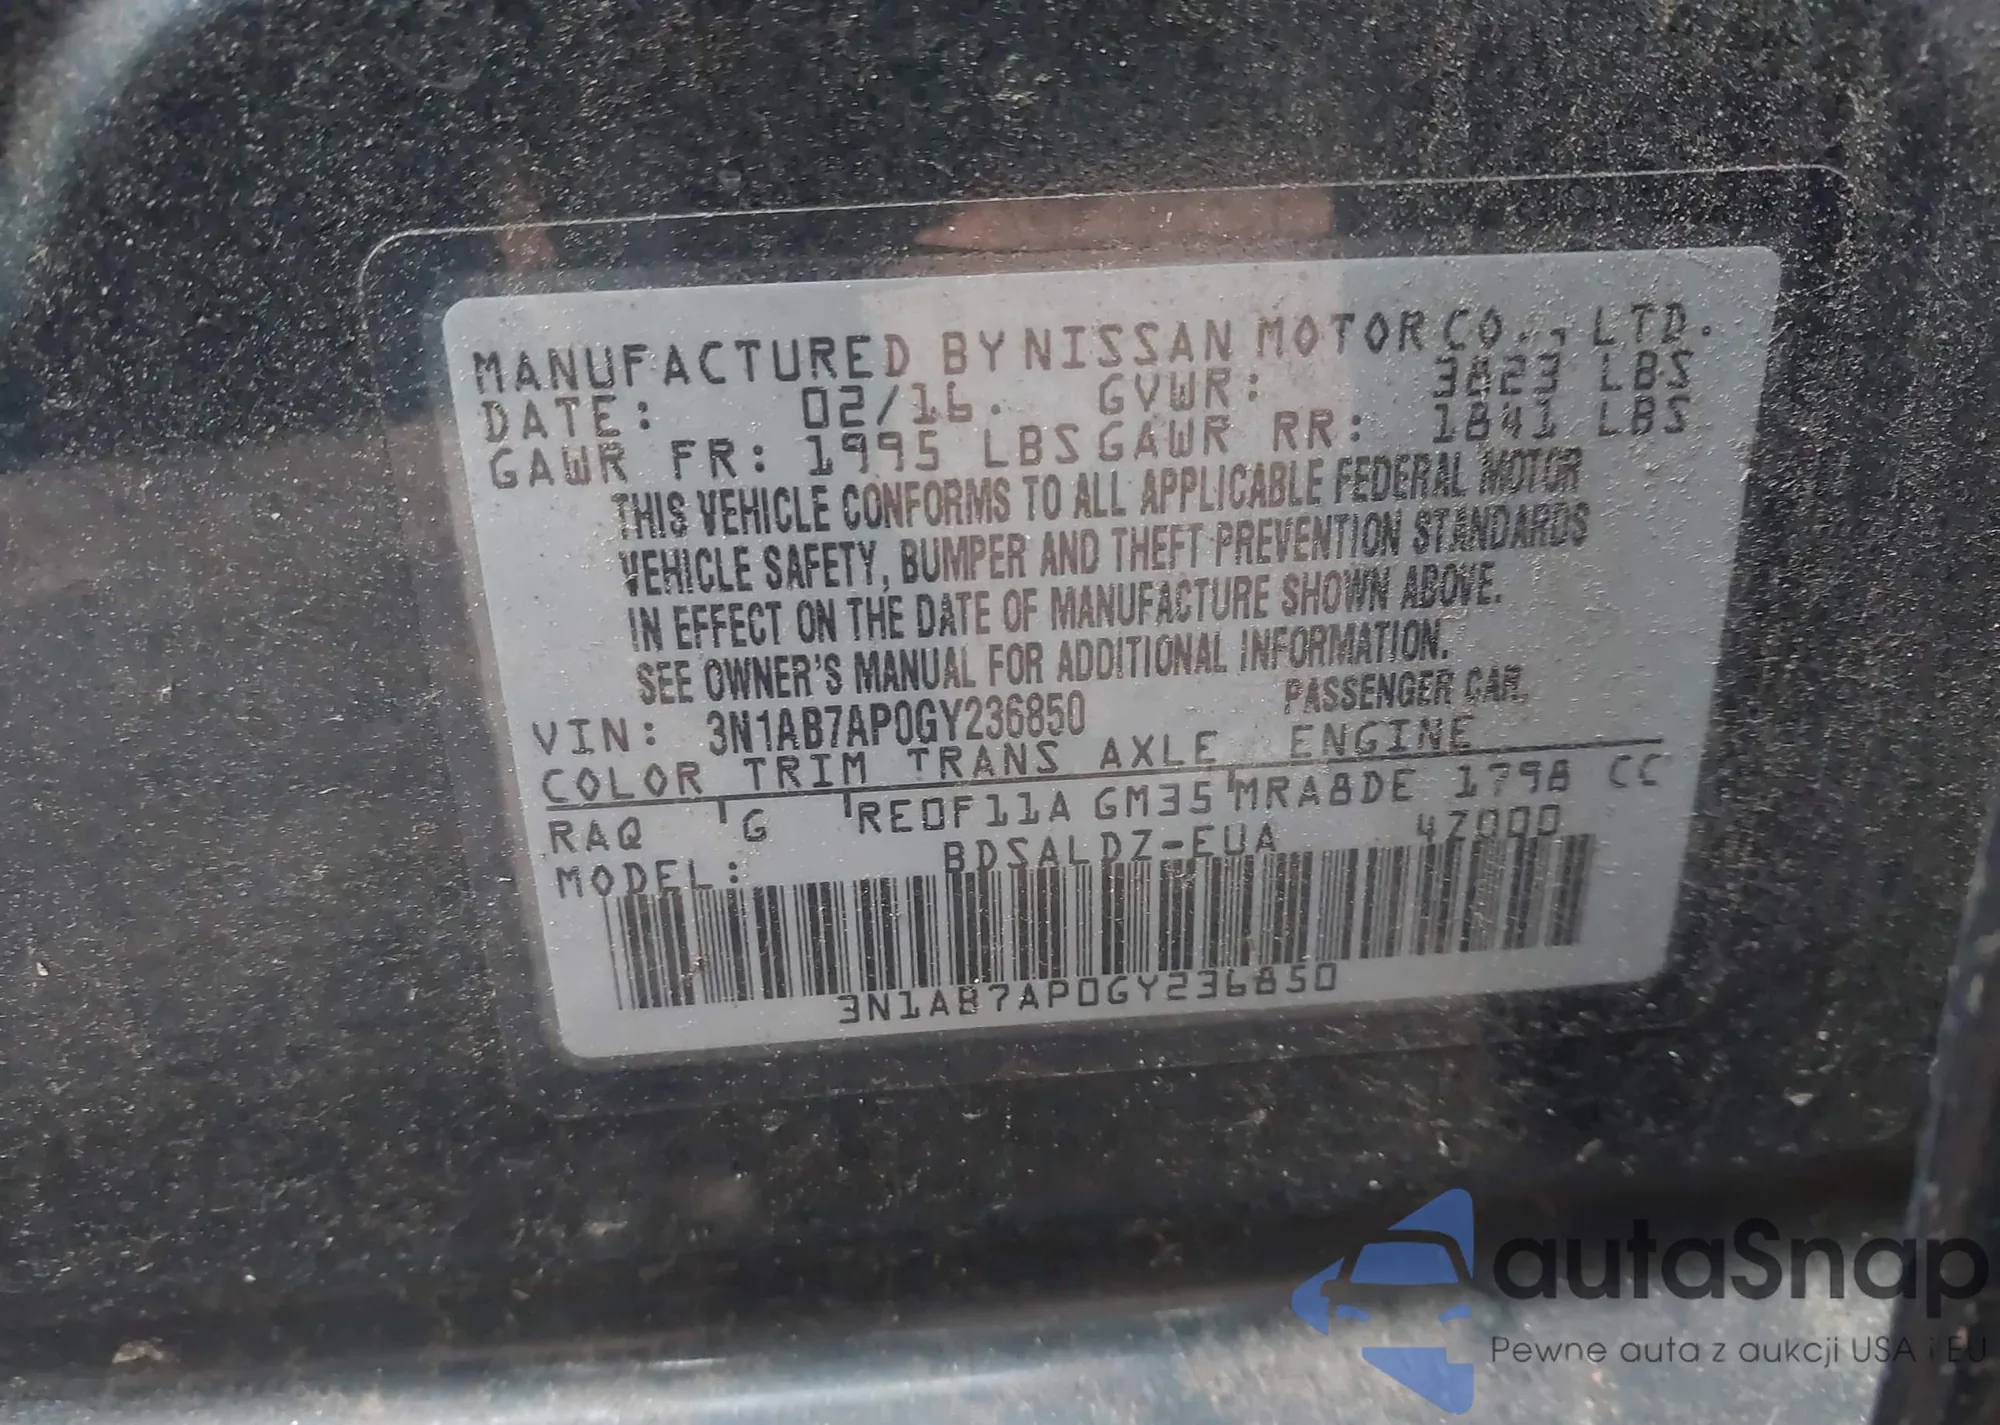 MANUFACTURED BY NISSAN MOTOR CO., LTD.
DATE: 02/16. GVWR: 3823 LBS
GAWR FR: 1995 LBS GAWR RR: 1841 LBS
THIS VEHICLE CONFORMS TO ALL APPLICABLE FEDERAL MOTOR
VEHICLE SAFETY, BUMPER AND THEFT PREVENTION STANDARDS
IN EFFECT ON THE DATE OF MANUFACTURE SHOWN ABOVE.
SEE OWNER'S MANUAL FOR ADDITIONAL INFORMATION.
VIN: 3N1AB7AP0GY236850 PASSENGER CAR.
COLOR TRIM TRANS AXLE ENGINE
RAQ G RE0F11A GM35 MRA8DE 1798 CC
MODEL: BDSALDZ-EUA 4Z000
3N1AB7AP0GY236850
autaSnap
Pewne auta z aukcji USA i EU